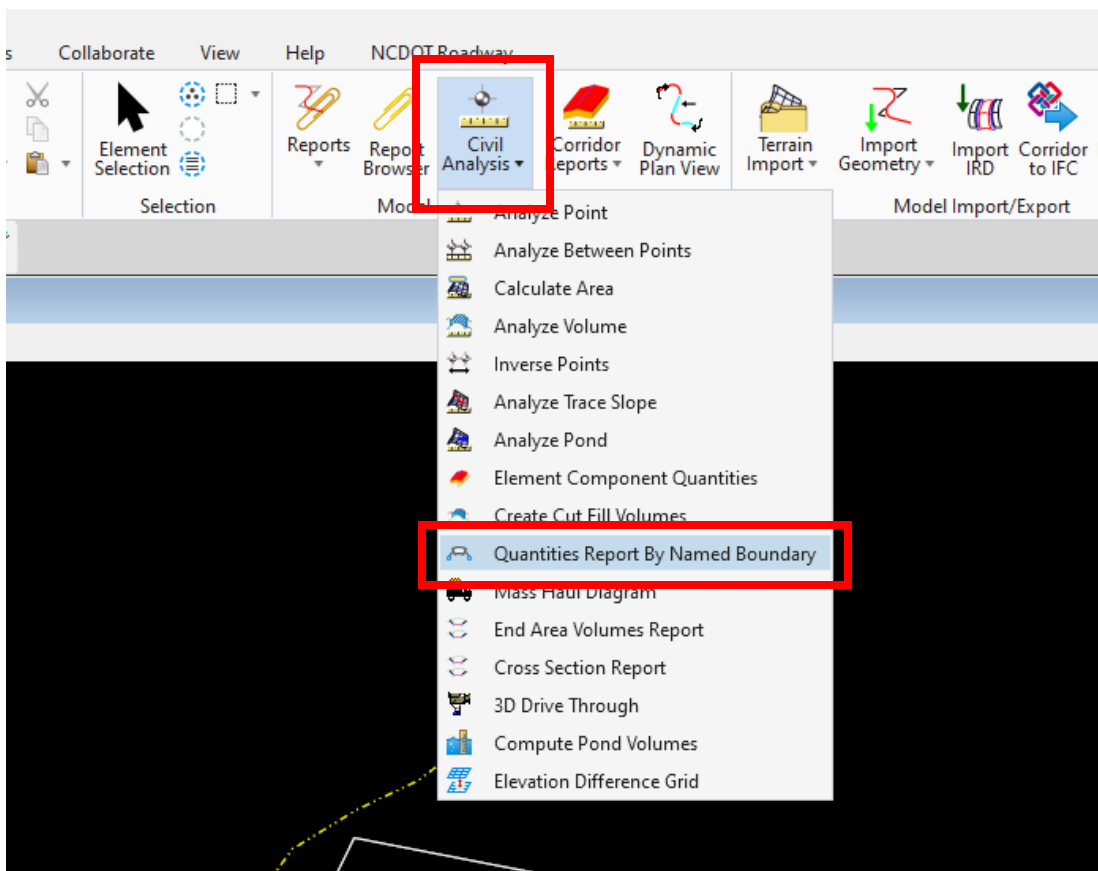 s Collaborate View Help NCDOT Roadway
Element
Selection
Reports
Report
Browser
Civil
Analysis
Corridor
Reports
Dynamic
Plan View
Terrain
Import
Import
Geometry
Import
IRD
Corridor
to IFC
Selection
Model
Model Import/Export
Analyze Point
Analyze Between Points
Calculate Area
Analyze Volume
Inverse Points
Analyze Trace Slope
Analyze Pond
Element Component Quantities
Create Cut Fill Volumes
Quantities Report By Named Boundary
Mass Haul Diagram
End Area Volumes Report
Cross Section Report
3D Drive Through
Compute Pond Volumes
Elevation Difference Grid